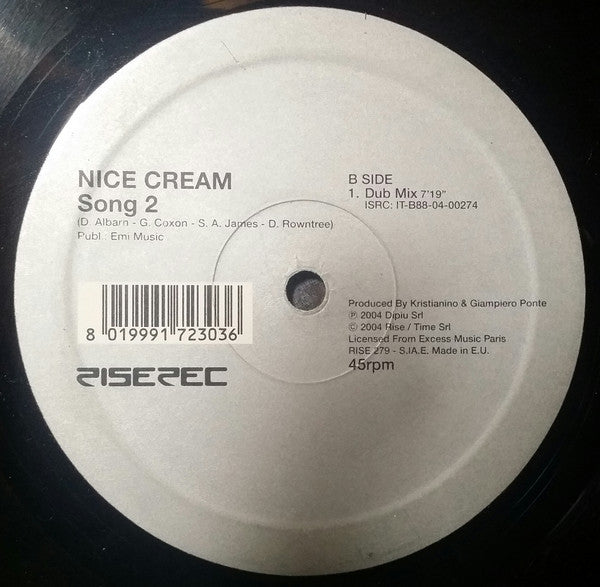 NICE CREAM
Song 2
(D. Albarn - G. Coxon - S. A. James - D. Rowntree)
Publ.: Emi Music
8 019991 723036
RISEREC
B SIDE
1. Dub Mix 7'19"
ISRC: IT-B88-04-00274
Produced By Kristianino & Giampiero Ponte
℗ 2004 Dipiu Srl
© 2004 Rise / Time Srl
Licensed From Excess Music Paris
RISE 279 - S.I.A.E. Made in E.U.
45rpm